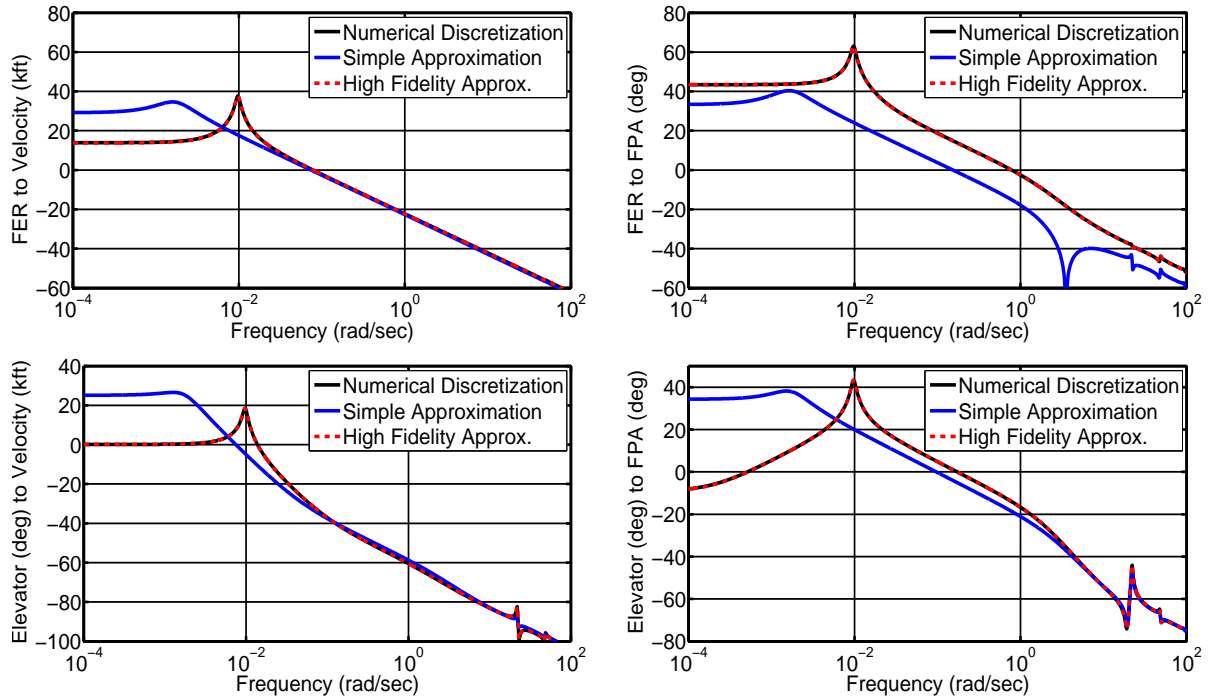 FER to Velocity (kft)
80
60
40
20
0
−20
−40
−60
Numerical Discretization
Simple Approximation
High Fidelity Approx.
10^−4
10^−2
10^0
10^2
Frequency (rad/sec)
FER to FPA (deg)
80
60
40
20
0
−20
−40
−60
Numerical Discretization
Simple Approximation
High Fidelity Approx.
10^−4
10^−2
10^0
10^2
Frequency (rad/sec)
Elevator (deg) to Velocity (kft)
40
20
0
−20
−40
−60
−80
−100
Numerical Discretization
Simple Approximation
High Fidelity Approx.
10^−4
10^−2
10^0
10^2
Frequency (rad/sec)
Elevator (deg) to FPA (deg)
40
20
0
−20
−40
−60
−80
Numerical Discretization
Simple Approximation
High Fidelity Approx.
10^−4
10^−2
10^0
10^2
Frequency (rad/sec)